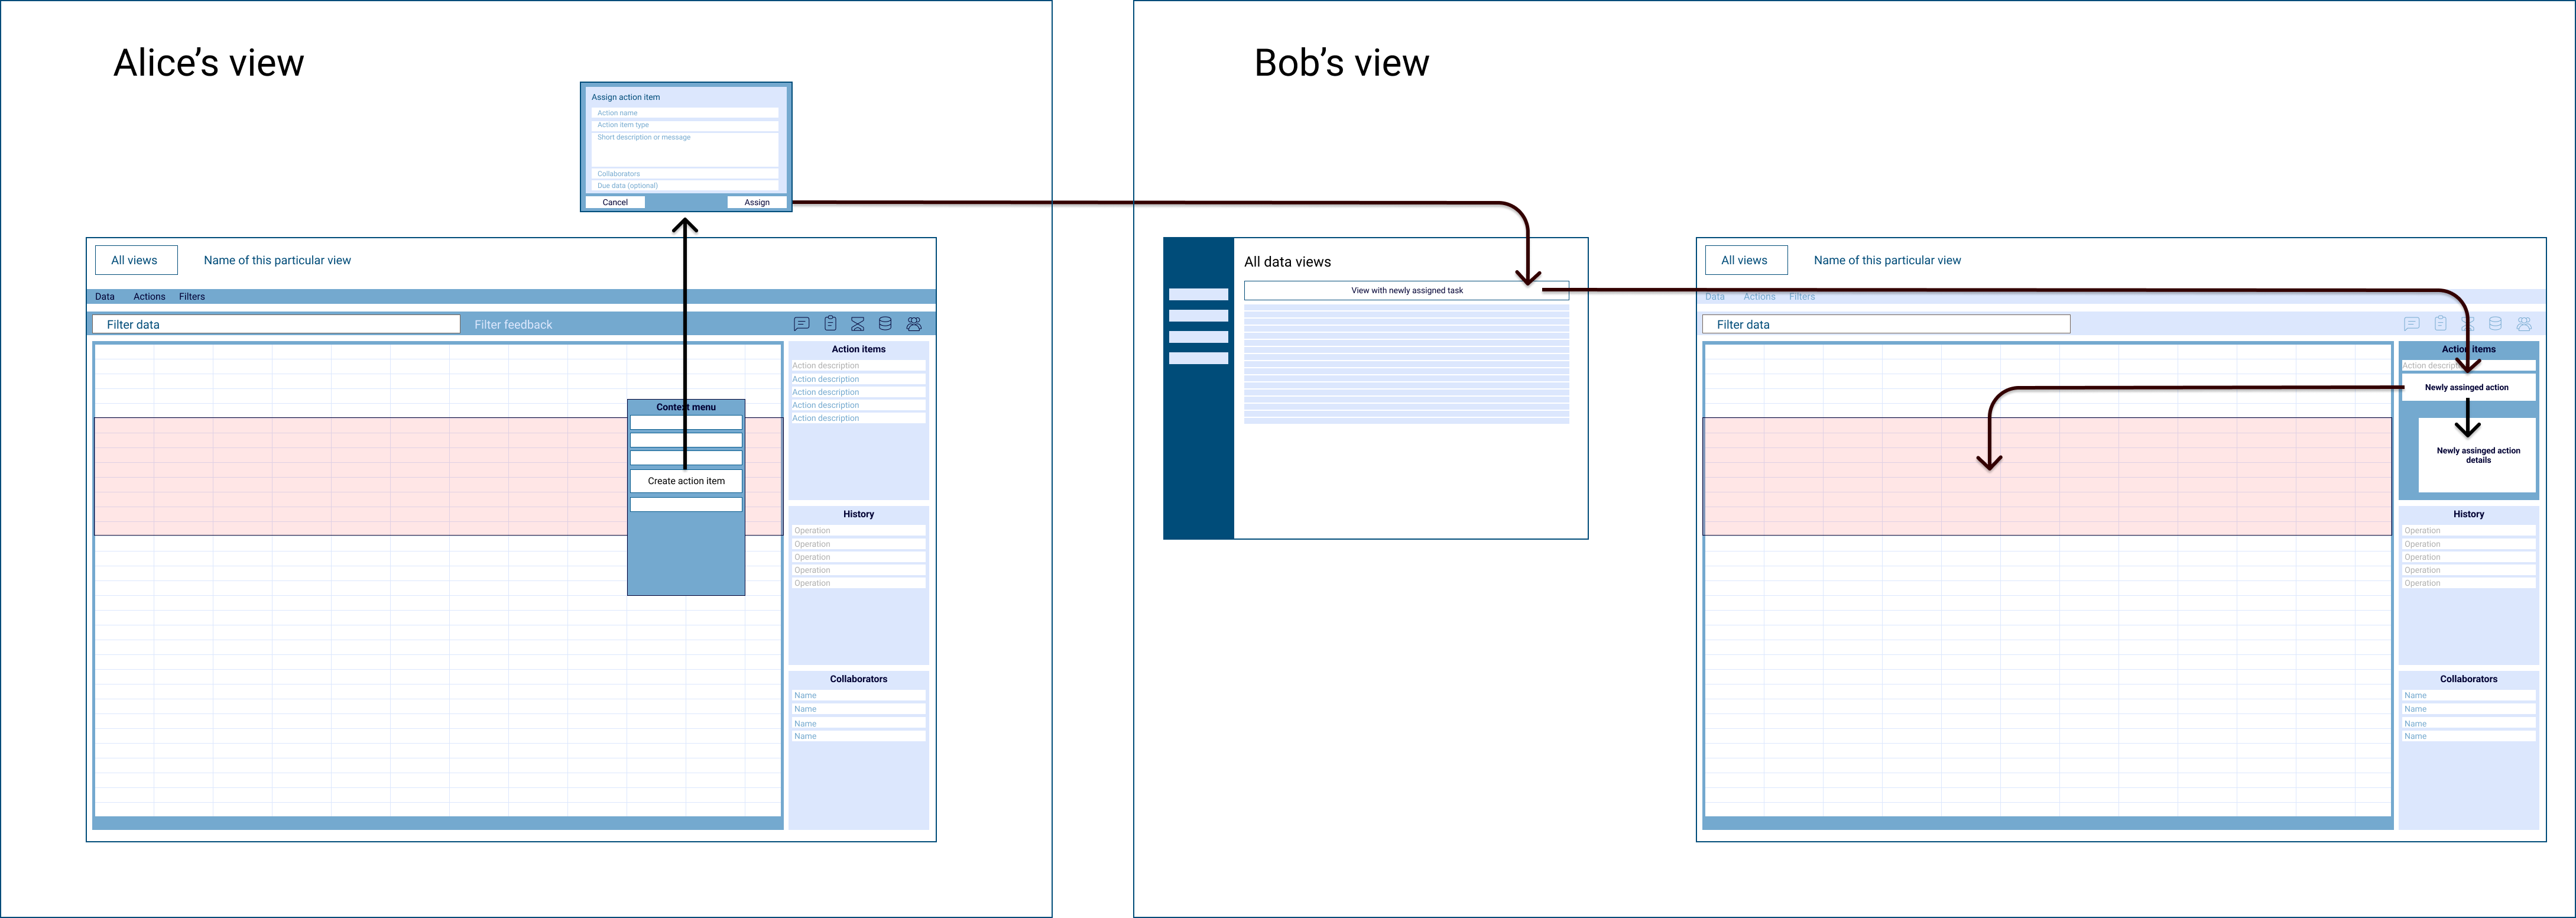 Alice’s view
Assign action item
Action name
Action item type
Short description or message
Collaborators
Due data (optional)
Cancel
Assign
All views
Name of this particular view
Data
Actions
Filters
Filter data
Filter feedback
Context menu
Create action item
Action items
Action description
Action description
Action description
Action description
Action description
History
Operation
Operation
Operation
Operation
Operation
Collaborators
Name
Name
Name
Name
Bob’s view
All data views
View with newly assigned task
All views
Name of this particular view
Data
Actions
Filters
Filter data
Action items
Action description
Newly assinged action
Newly assinged action
details
History
Operation
Operation
Operation
Operation
Operation
Collaborators
Name
Name
Name
Name